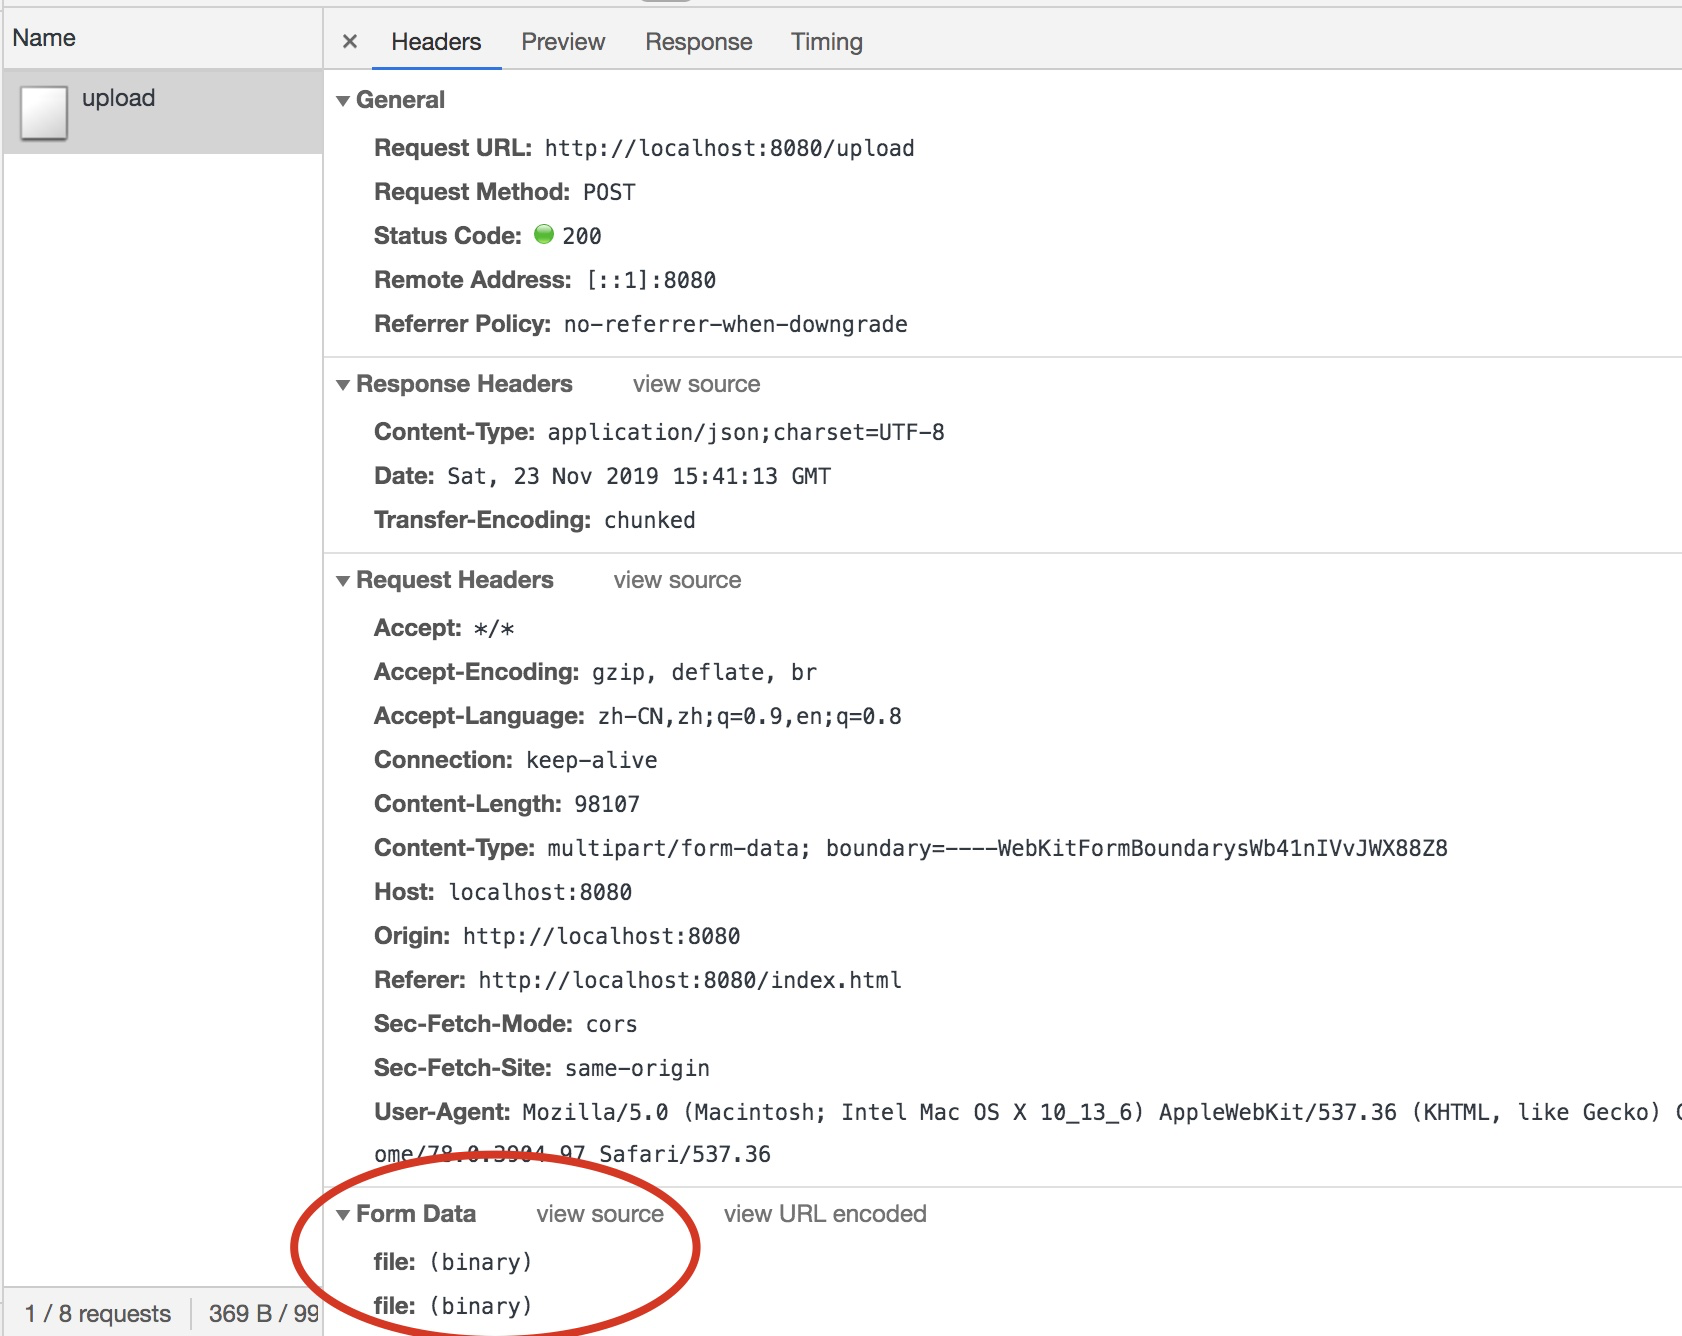 Name
× Headers Preview Response Timing
upload
▼ General
Request URL: http://localhost:8080/upload
Request Method: POST
Status Code: 200
Remote Address: [::1]:8080
Referrer Policy: no-referrer-when-downgrade
▼ Response Headers view source
Content-Type: application/json;charset=UTF-8
Date: Sat, 23 Nov 2019 15:41:13 GMT
Transfer-Encoding: chunked
▼ Request Headers view source
Accept: */*
Accept-Encoding: gzip, deflate, br
Accept-Language: zh-CN,zh;q=0.9,en;q=0.8
Connection: keep-alive
Content-Length: 98107
Content-Type: multipart/form-data; boundary=----WebKitFormBoundarysWb41nIVvJWX88Z8
Host: localhost:8080
Origin: http://localhost:8080
Referer: http://localhost:8080/index.html
Sec-Fetch-Mode: cors
Sec-Fetch-Site: same-origin
User-Agent: Mozilla/5.0 (Macintosh; Intel Mac OS X 10_13_6) AppleWebKit/537.36 (KHTML, like Gecko)
ome/78.0.3904.97 Safari/537.36
▼ Form Data view source view URL encoded
file: (binary)
file: (binary)
1 / 8 requests 369 B / 99